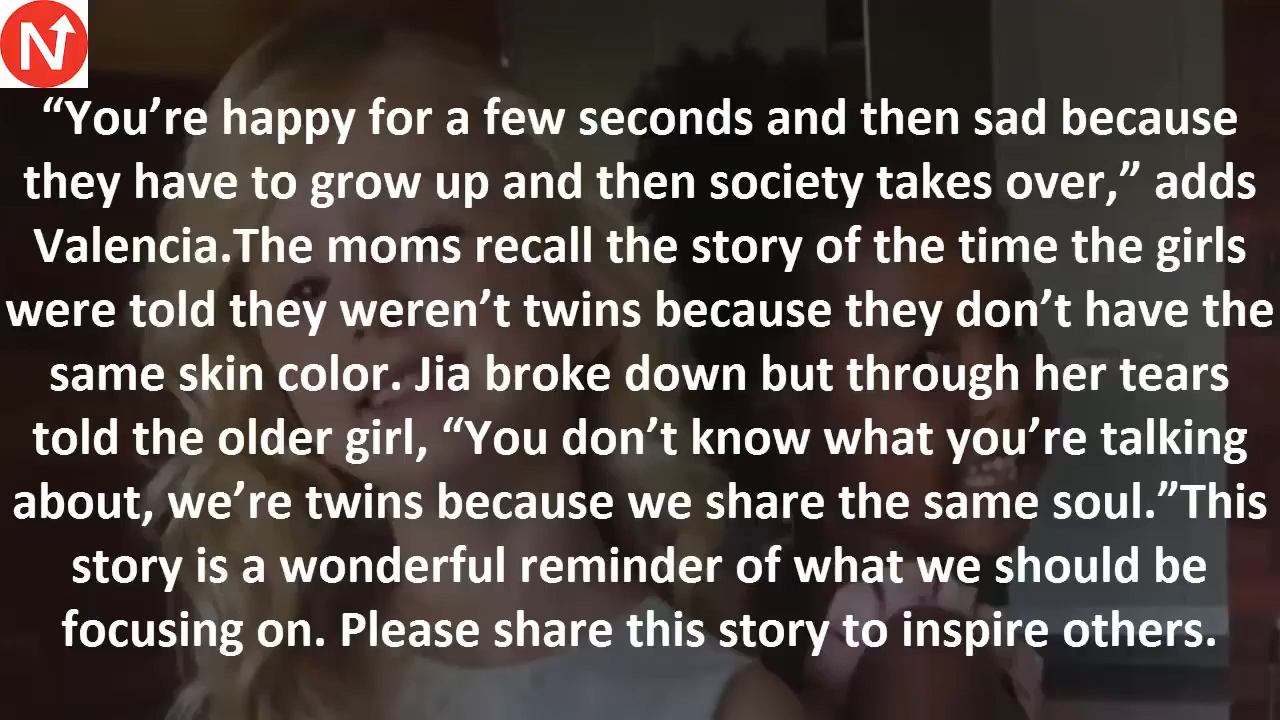 N
“You’re happy for a few seconds and then sad because
they have to grow up and then society takes over,” adds
Valencia.The moms recall the story of the time the girls
were told they weren’t twins because they don’t have the
same skin color. Jia broke down but through her tears
told the older girl, “You don’t know what you’re talking
about, we’re twins because we share the same soul.”This
story is a wonderful reminder of what we should be
focusing on. Please share this story to inspire others.